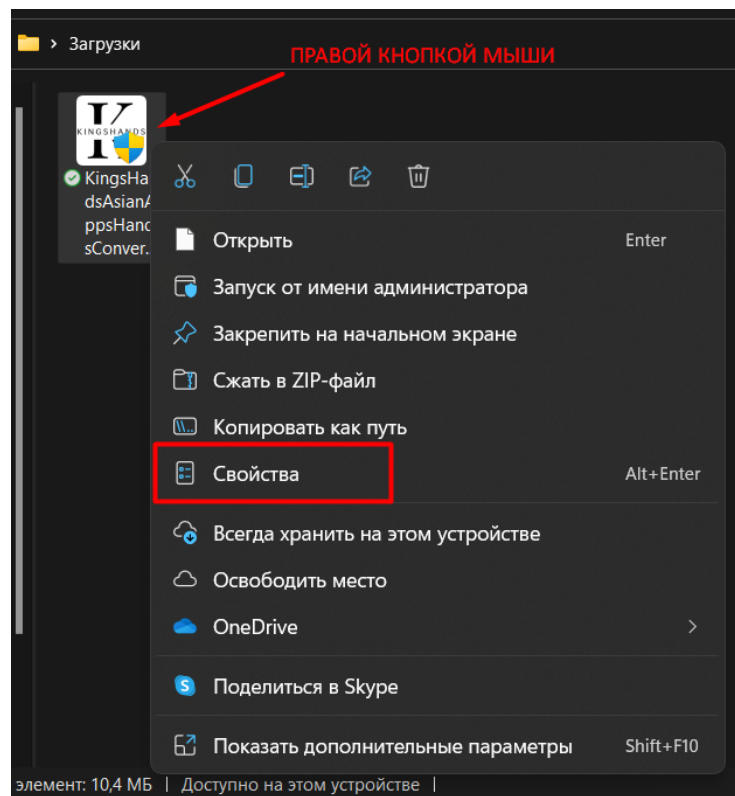 Загрузки
ПРАВОЙ КНОПКОЙ МЫШИ
K
KINGSHANDS
KingsHa
dsAsianA
ppsHand
sConver...
Открыть Enter
Запуск от имени администратора
Закрепить на начальном экране
Сжать в ZIP-файл
Копировать как путь
Свойства Alt+Enter
Всегда хранить на этом устройстве
Освободить место
OneDrive
Поделиться в Skype
Показать дополнительные параметры Shift+F10
элемент: 10,4 МБ | Доступно на этом устройстве |